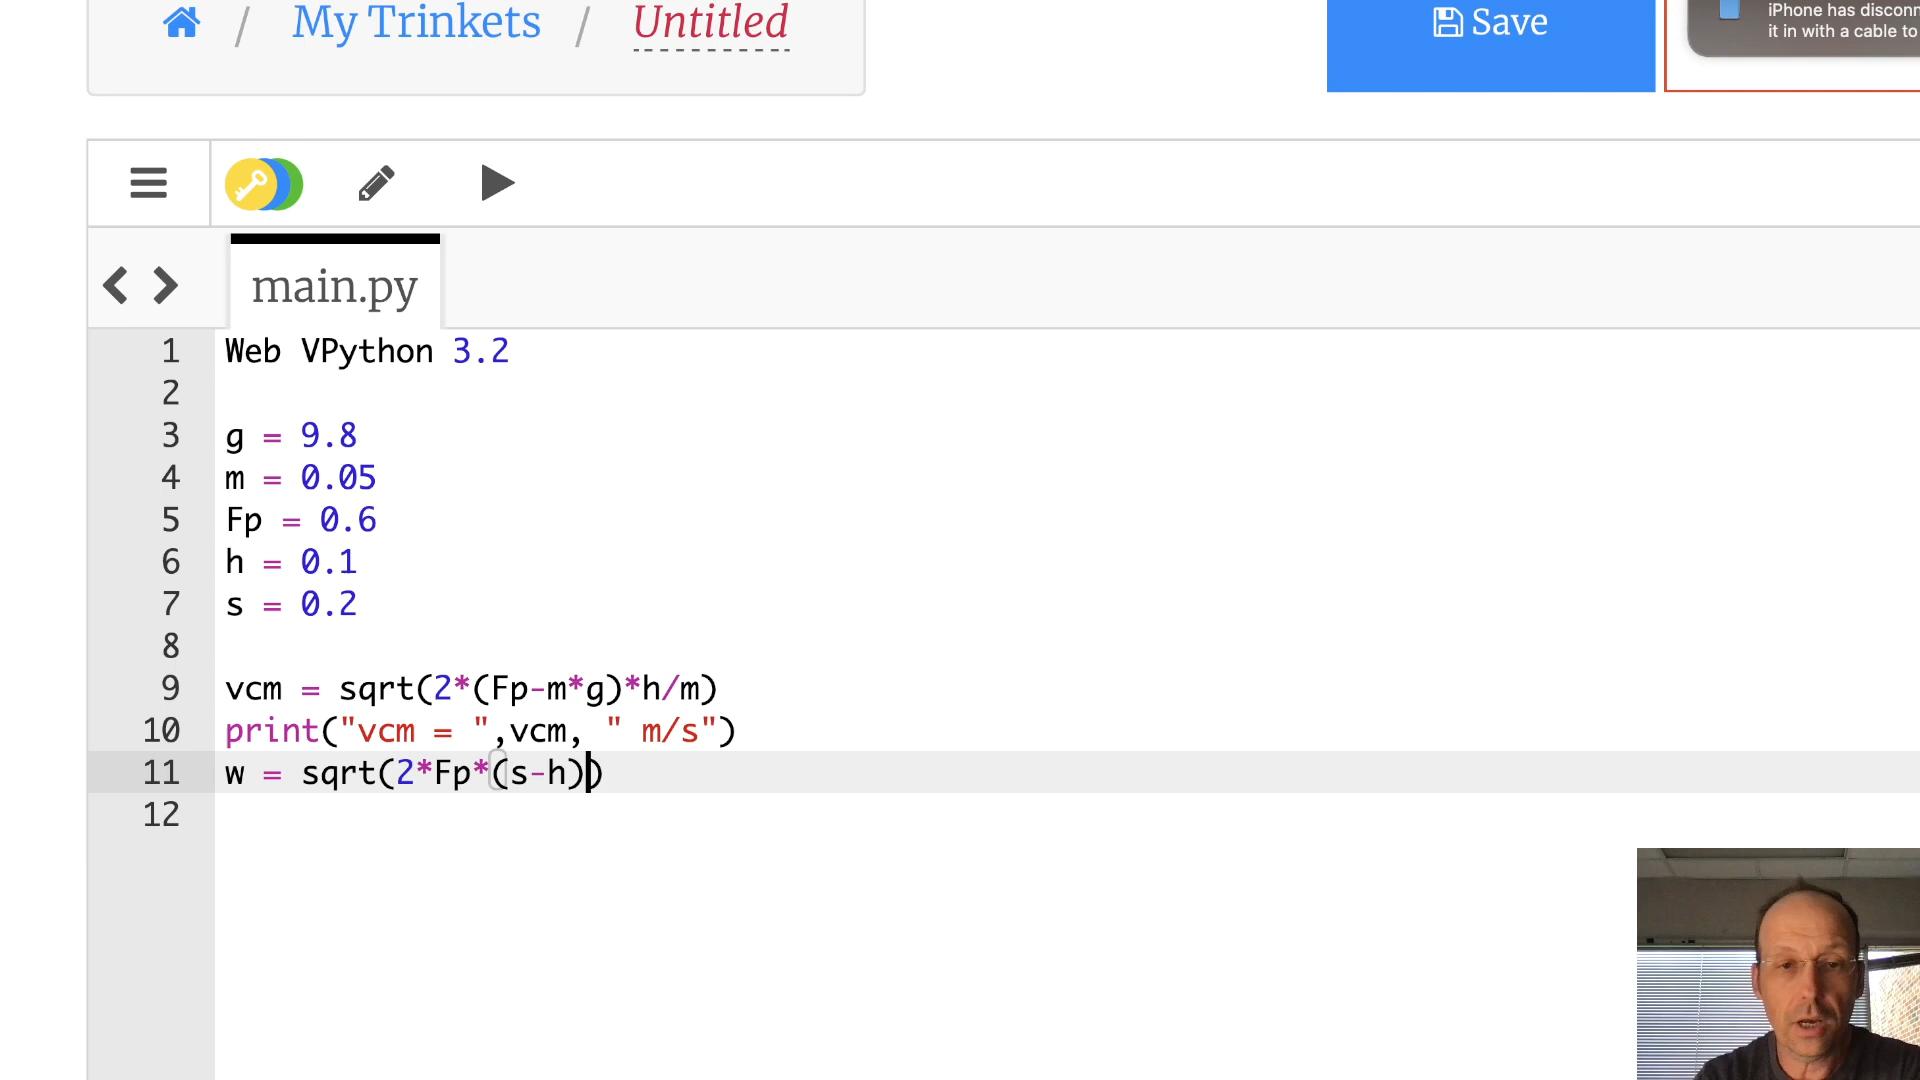 / My Trinkets / Untitled
Save
iPhone has disconn
it in with a cable to
main.py
1 Web VPython 3.2
2
3 g = 9.8
4 m = 0.05
5 Fp = 0.6
6 h = 0.1
7 s = 0.2
8
9 vcm = sqrt(2*(Fp-m*g)*h/m)
10 print("vcm = ",vcm, " m/s")
11 w = sqrt(2*Fp*(s-h))
12